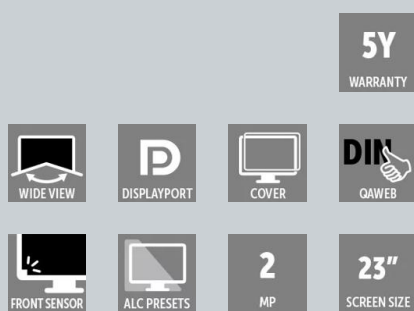 5Y
WARRANTY
WIDE VIEW
DISPLAYPORT
COVER
DIN
QAWEB
FRONT SENSOR
ALC PRESETS
2
MP
23"
SCREEN SIZE